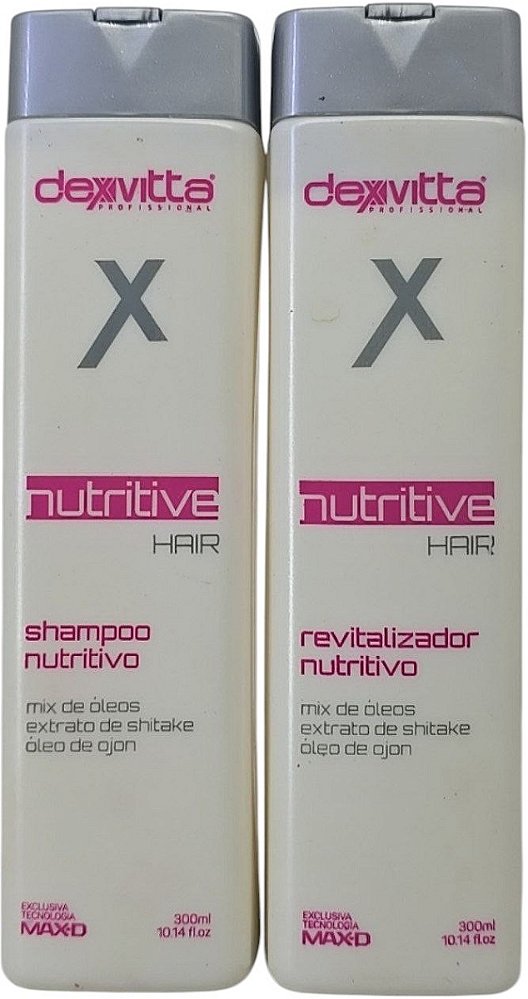 dexvitta®
PROFISSIONAL
X
nutritive
HAIR
shampoo
nutritivo
mix de óleos
extrato de shitake
óleo de ojon
EXCLUSIVA
TECNOLOGIA
MAX-D
300ml
10.14 fl.oz
dexvitta®
PROFISSIONAL
X
nutritive
HAIR
revitalizador
nutritivo
mix de óleos
extrato de shitake
óleo de ojon
EXCLUSIVA
TECNOLOGIA
MAX-D
300ml
10.14 fl.oz